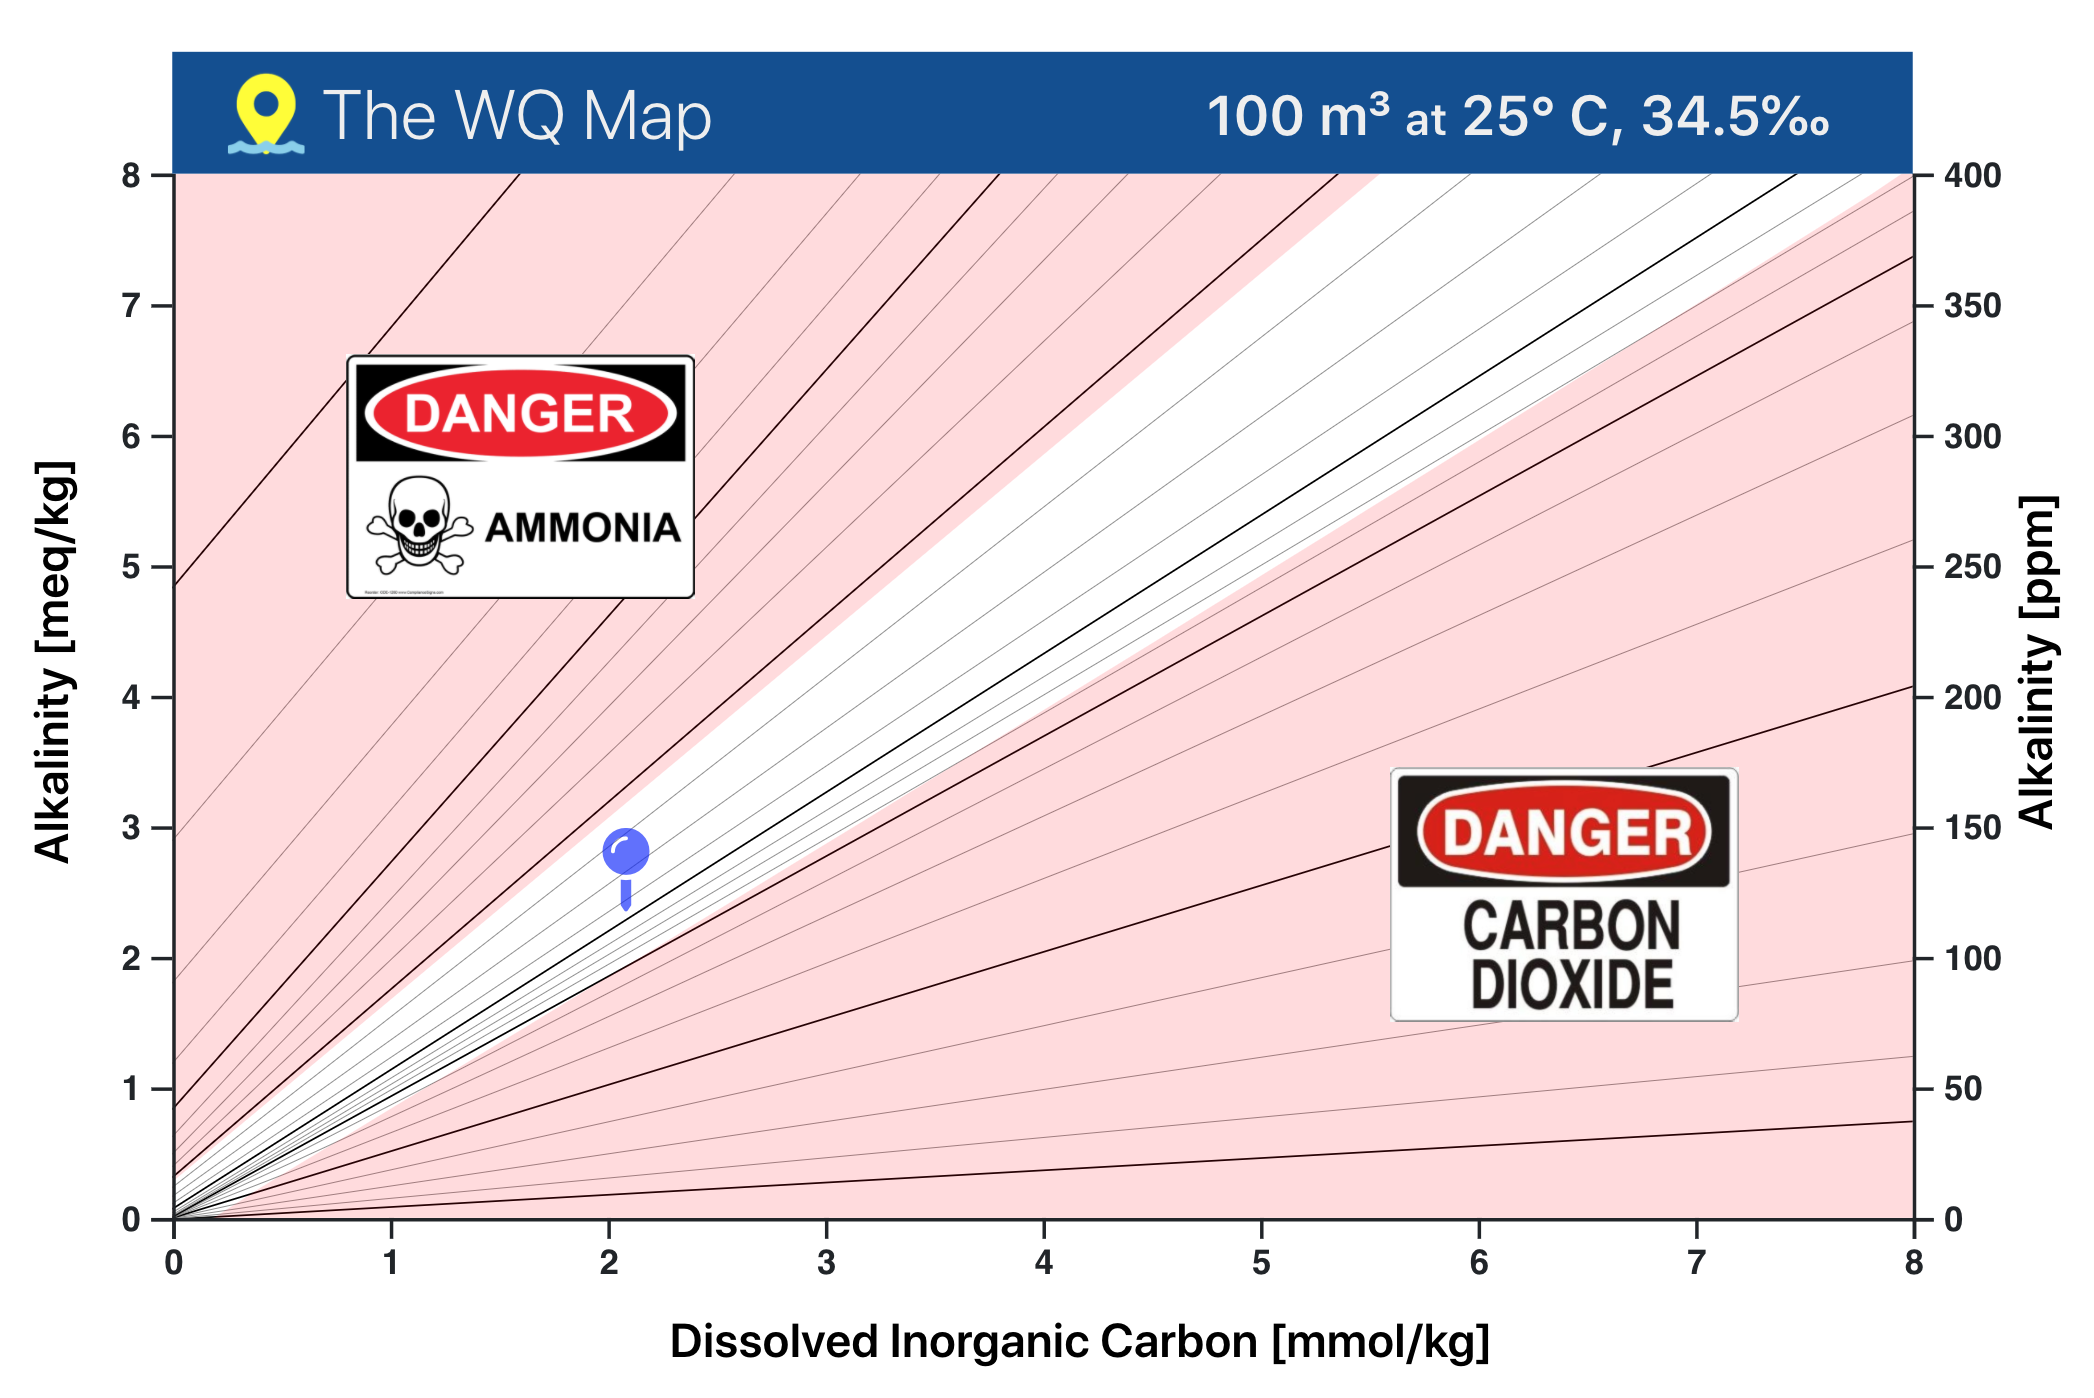 The WQ Map
100 m³ at 25° C, 34.5‰
8
7
6
5
4
3
2
1
0
Alkalinity [meq/kg]
400
350
300
250
200
150
100
50
0
Alkalinity [ppm]
DANGER
AMMONIA
DANGER
CARBON
DIOXIDE
0 1 2 3 4 5 6 7 8
Dissolved Inorganic Carbon [mmol/kg]